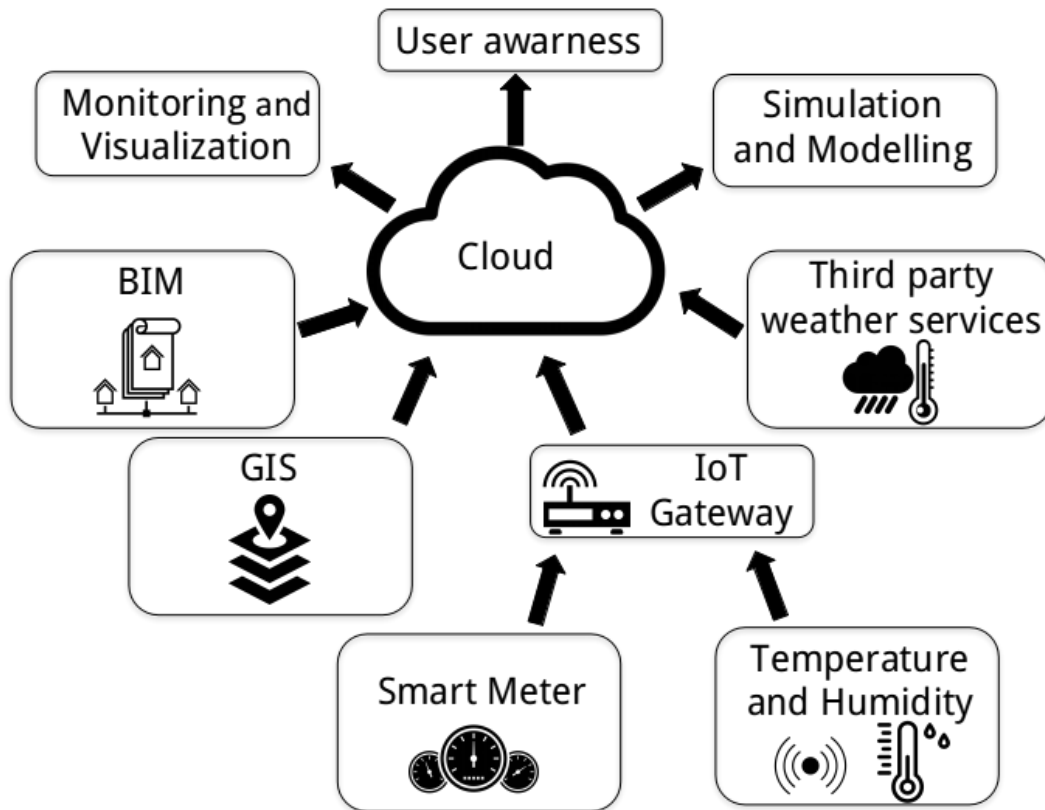 User awarness
Monitoring and
Visualization
Simulation
and Modelling
Cloud
BIM
Third party
weather services
GIS
IoT
Gateway
Smart Meter
Temperature
and Humidity